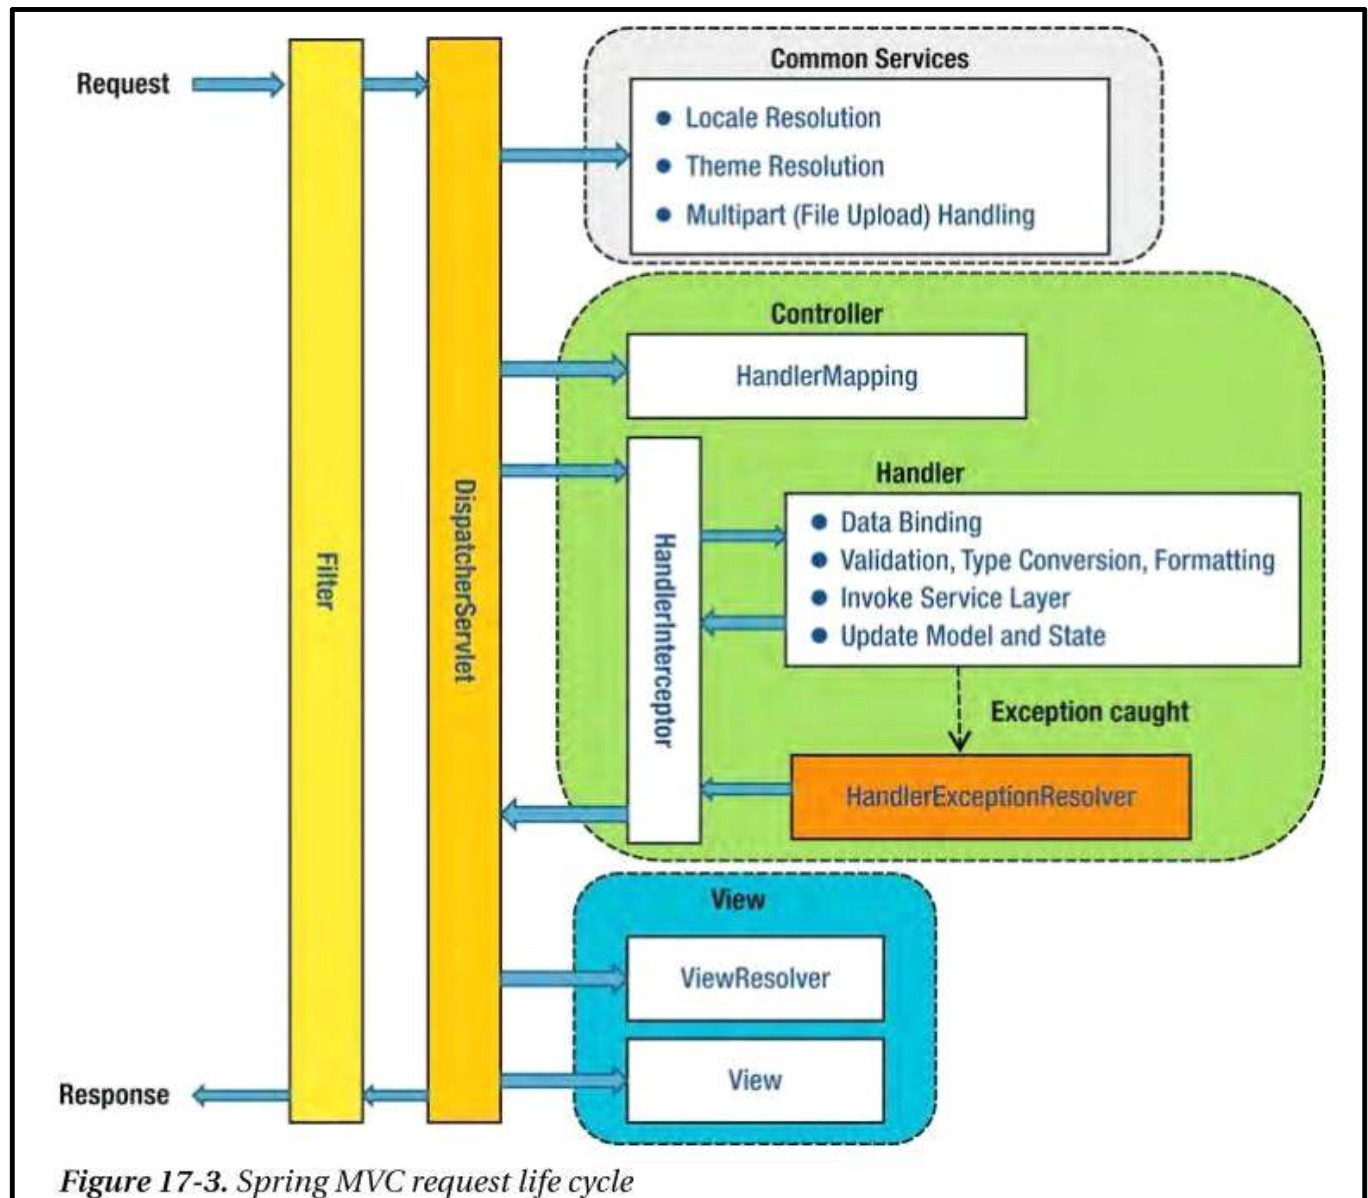 Request
Common Services
● Locale Resolution
● Theme Resolution
● Multipart (File Upload) Handling
Filter
DispatcherServlet
Controller
HandlerMapping
HandlerInterceptor
Handler
● Data Binding
● Validation, Type Conversion, Formatting
● Invoke Service Layer
● Update Model and State
Exception caught
HandlerExceptionResolver
View
ViewResolver
View
Response
Figure 17-3. Spring MVC request life cycle